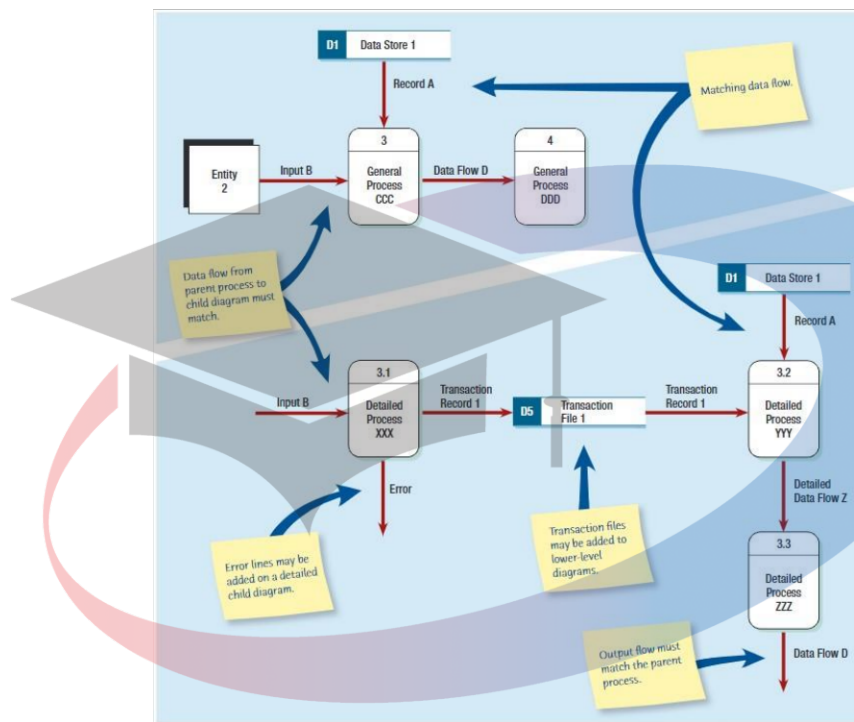 D1 Data Store 1
Record A
Matching data flow.
3
General
Process
CCC
4
General
Process
DDD
Entity
2
Input B
Data Flow D
Data flow from
parent process to
child diagram must
match.
D1 Data Store 1
Record A
3.1
Detailed
Process
XXX
Input B
Transaction
Record 1
D5 Transaction
File 1
Transaction
Record 1
3.2
Detailed
Process
YYY
Error
Detailed
Data Flow Z
Error lines may be
added on a detailed
child diagram.
Transaction files
may be added to
lower-level
diagrams.
3.3
Detailed
Process
ZZZ
Output flow must
match the parent
process.
Data Flow D